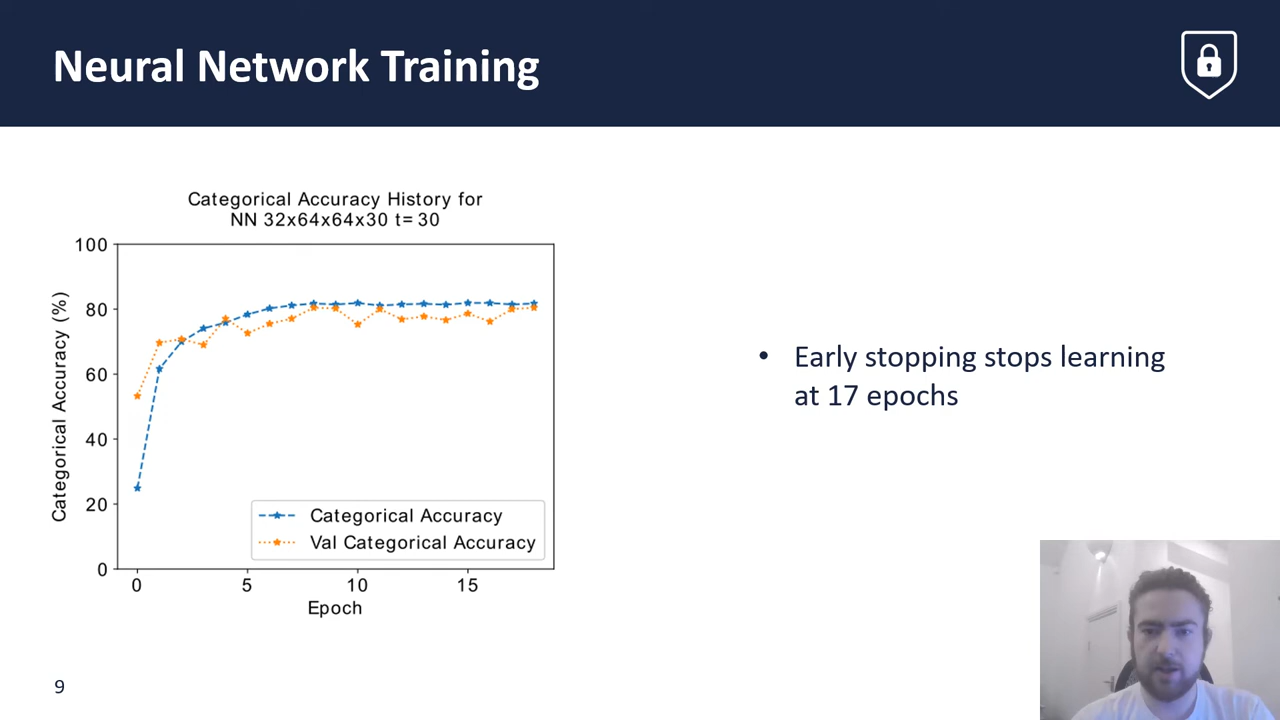 Neural Network Training
Categorical Accuracy History for
NN 32x64x64x30 t=30
Categorical Accuracy (%)
100
80
60
40
20
0
0 5 10 15
Epoch
Categorical Accuracy
Val Categorical Accuracy
• Early stopping stops learning
at 17 epochs
9